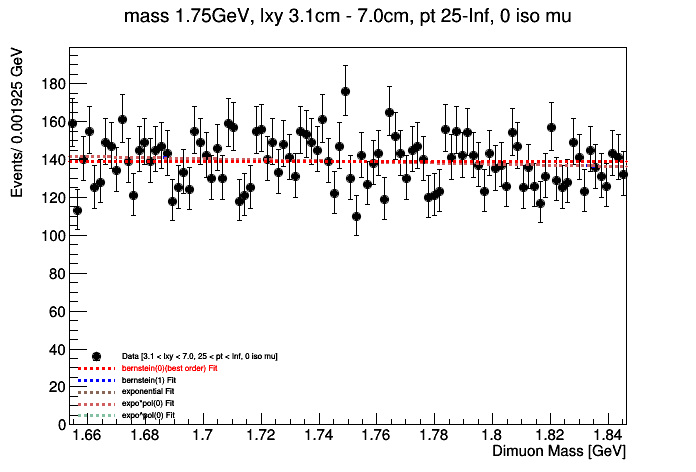 mass 1.75GeV, lxy 3.1cm - 7.0cm, pt 25-Inf, 0 iso mu
Events/ 0.001925 GeV
180
160
140
120
100
80
60
40
20
0
Data [3.1 < lxy < 7.0, 25 < pt < Inf, 0 iso mu]
bernstein(0)(best order) Fit
bernstein(1) Fit
exponential Fit
expo*pol(0) Fit
expo*pol(0) Fit
1.66 1.68 1.7 1.72 1.74 1.76 1.78 1.8 1.82 1.84
Dimuon Mass [GeV]